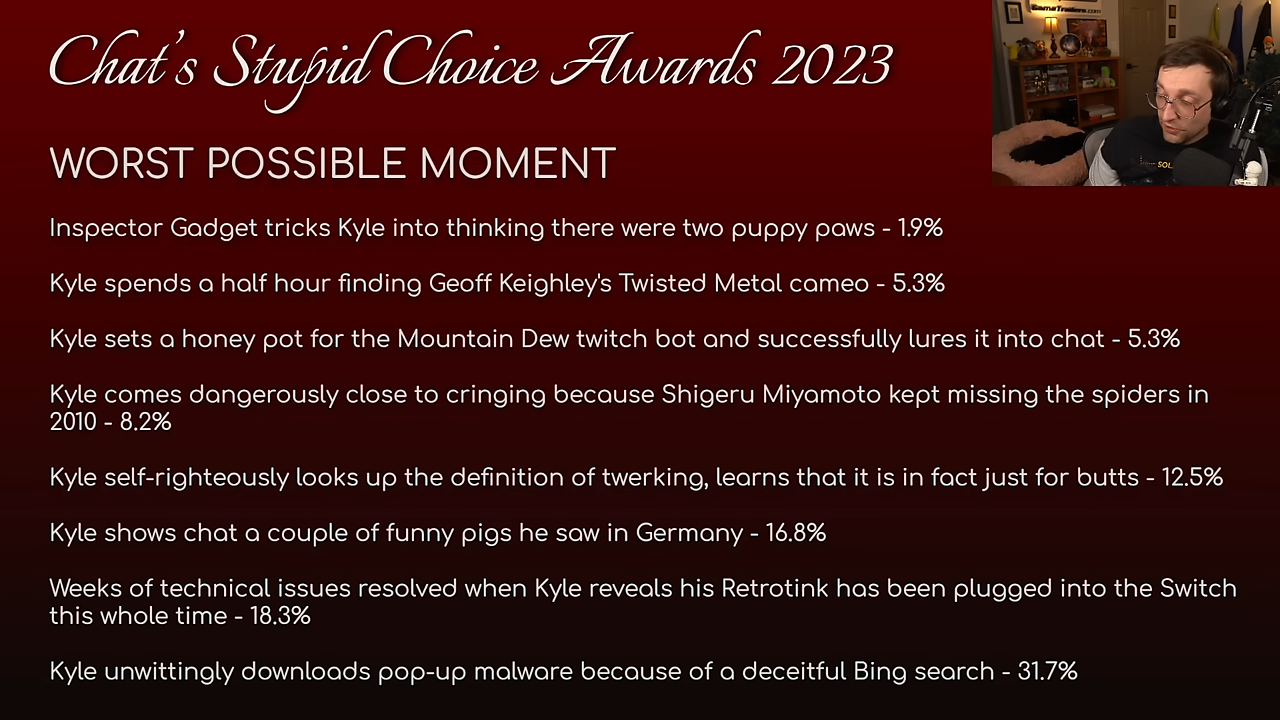 Chat's Stupid Choice Awards 2023
GameTrailers.com
WORST POSSIBLE MOMENT
SOL
Inspector Gadget tricks Kyle into thinking there were two puppy paws - 1.9%
Kyle spends a half hour finding Geoff Keighley's Twisted Metal cameo - 5.3%
Kyle sets a honey pot for the Mountain Dew twitch bot and successfully lures it into chat - 5.3%
Kyle comes dangerously close to cringing because Shigeru Miyamoto kept missing the spiders in
2010 - 8.2%
Kyle self-righteously looks up the definition of twerking, learns that it is in fact just for butts - 12.5%
Kyle shows chat a couple of funny pigs he saw in Germany - 16.8%
Weeks of technical issues resolved when Kyle reveals his Retrotink has been plugged into the Switch
this whole time - 18.3%
Kyle unwittingly downloads pop-up malware because of a deceitful Bing search - 31.7%